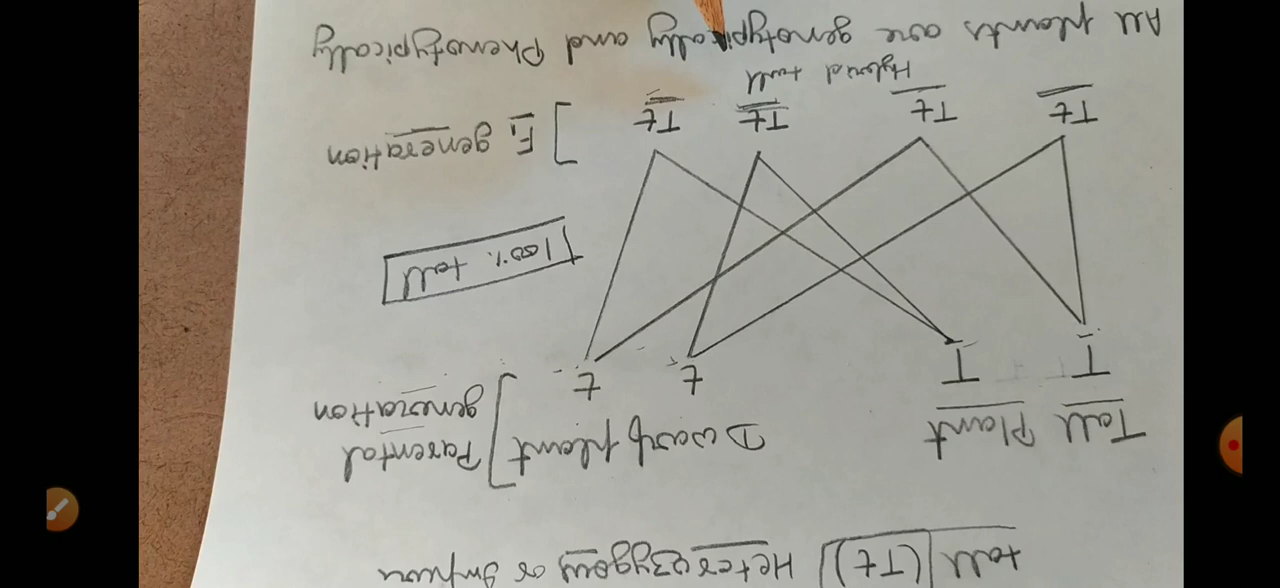 tall (Tt) Heterozygous or Impure
Tall Plant Dwarf plant ] Parental generation
T T t t
100% tall
Tt Tt Tt Tt ] F1 generation
Hybrid tall
All plants are genotypically and Phenotypically